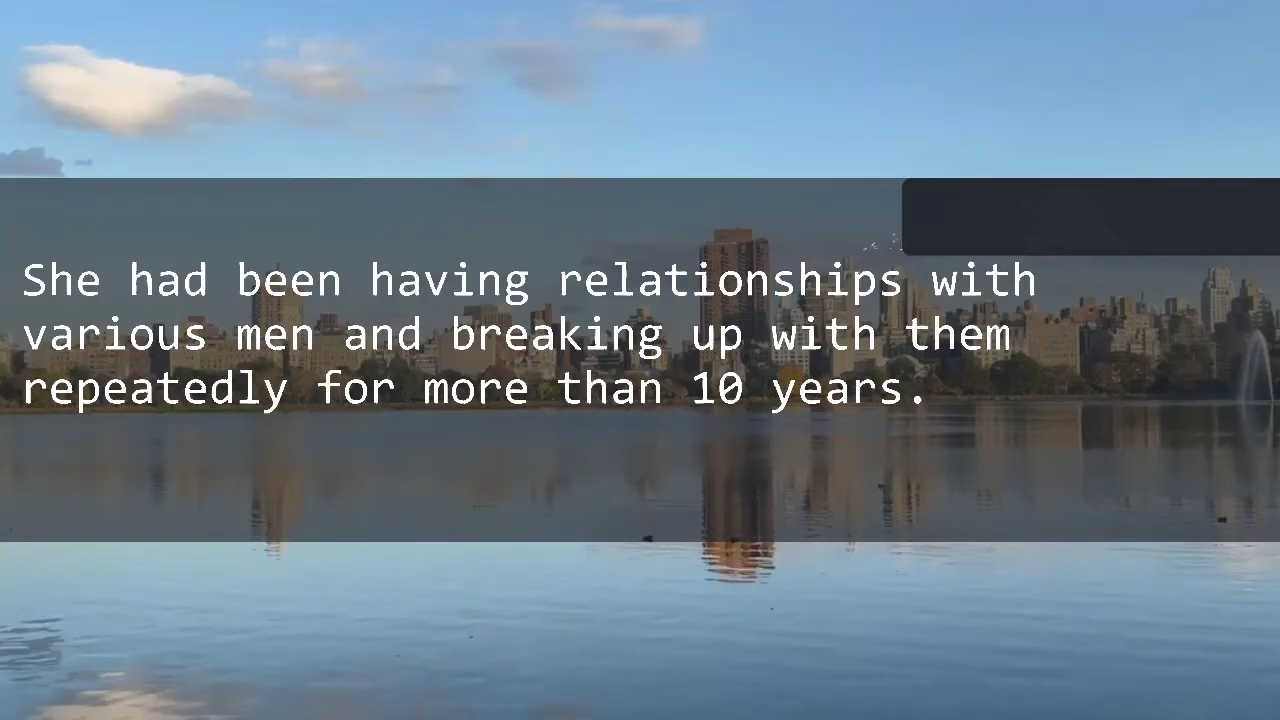 She had been having relationships with
various men and breaking up with them
repeatedly for more than 10 years.